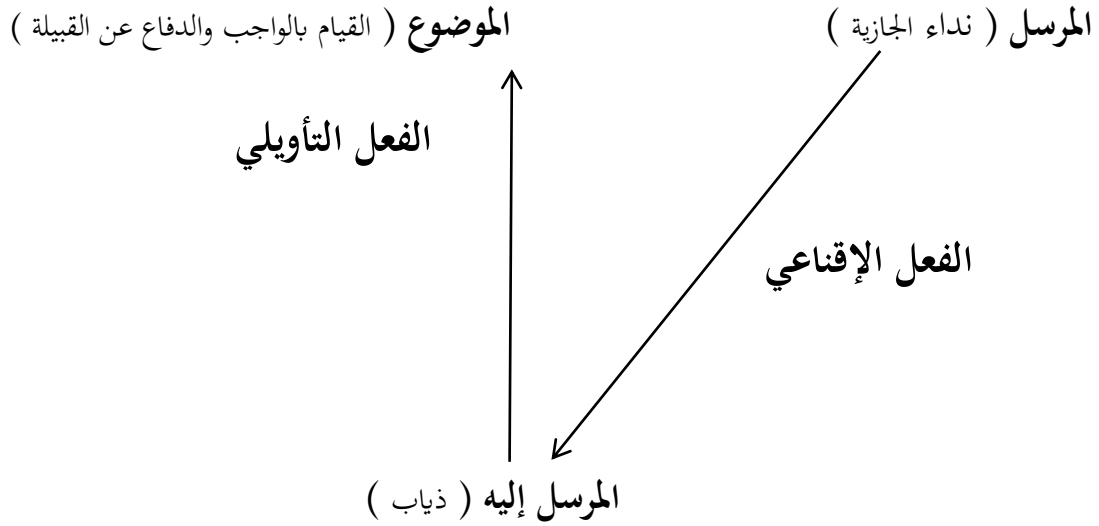 المرسل ( نداء الجازية )
الموضوع ( القيام بالواجب والدفاع عن القبيلة )
الفعل التأويلي
الفعل الإقناعي
المرسل إليه ( ذياب )